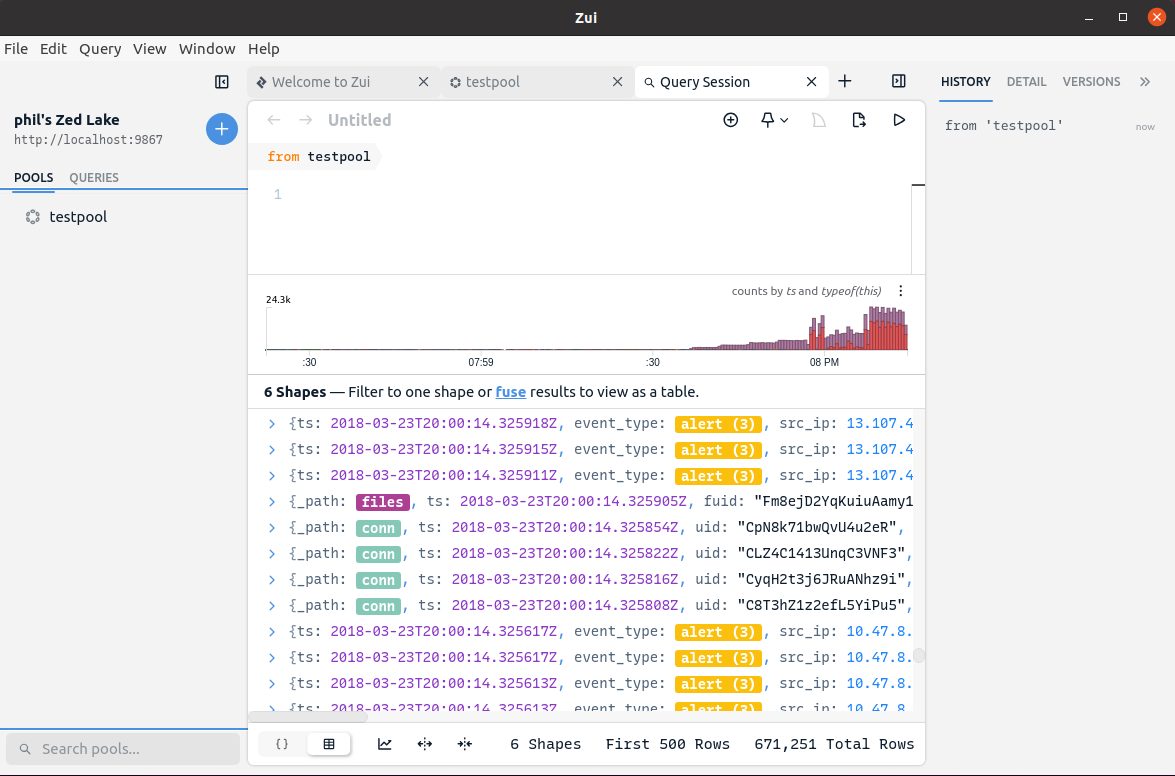 Zui
File Edit Query View Window Help
Welcome to Zui
testpool
Query Session
HISTORY DETAIL VERSIONS
phil's Zed Lake
http://localhost:9867
POOLS QUERIES
testpool
Untitled
from testpool
1
from 'testpool' now
24.3k
counts by ts and typeof(this)
:30 07:59 :30 08 PM
6 Shapes — Filter to one shape or fuse results to view as a table.
{ts: 2018-03-23T20:00:14.325918Z, event_type: alert (3), src_ip: 13.107.4
{ts: 2018-03-23T20:00:14.325915Z, event_type: alert (3), src_ip: 13.107.4
{ts: 2018-03-23T20:00:14.325911Z, event_type: alert (3), src_ip: 13.107.4
{_path: files, ts: 2018-03-23T20:00:14.325905Z, fuid: "Fm8ejD2YqKuiuAamy1
{_path: conn, ts: 2018-03-23T20:00:14.325854Z, uid: "CpN8k71bwQvU4u2eR",
{_path: conn, ts: 2018-03-23T20:00:14.325822Z, uid: "CLZ4C1413UnqC3VNF3",
{_path: conn, ts: 2018-03-23T20:00:14.325816Z, uid: "CyqH2t3j6JRuANhz9i",
{_path: conn, ts: 2018-03-23T20:00:14.325808Z, uid: "C8T3hZ1z2efL5YiPu5",
{ts: 2018-03-23T20:00:14.325617Z, event_type: alert (3), src_ip: 10.47.8.
{ts: 2018-03-23T20:00:14.325617Z, event_type: alert (3), src_ip: 10.47.8.
{ts: 2018-03-23T20:00:14.325613Z, event_type: alert (3), src_ip: 10.47.8.
{ts: 2018-03-23T20:00:14.325613Z, event_type: alert (3), src_ip: 10.47.8.
Search pools...
{} 6 Shapes First 500 Rows 671,251 Total Rows